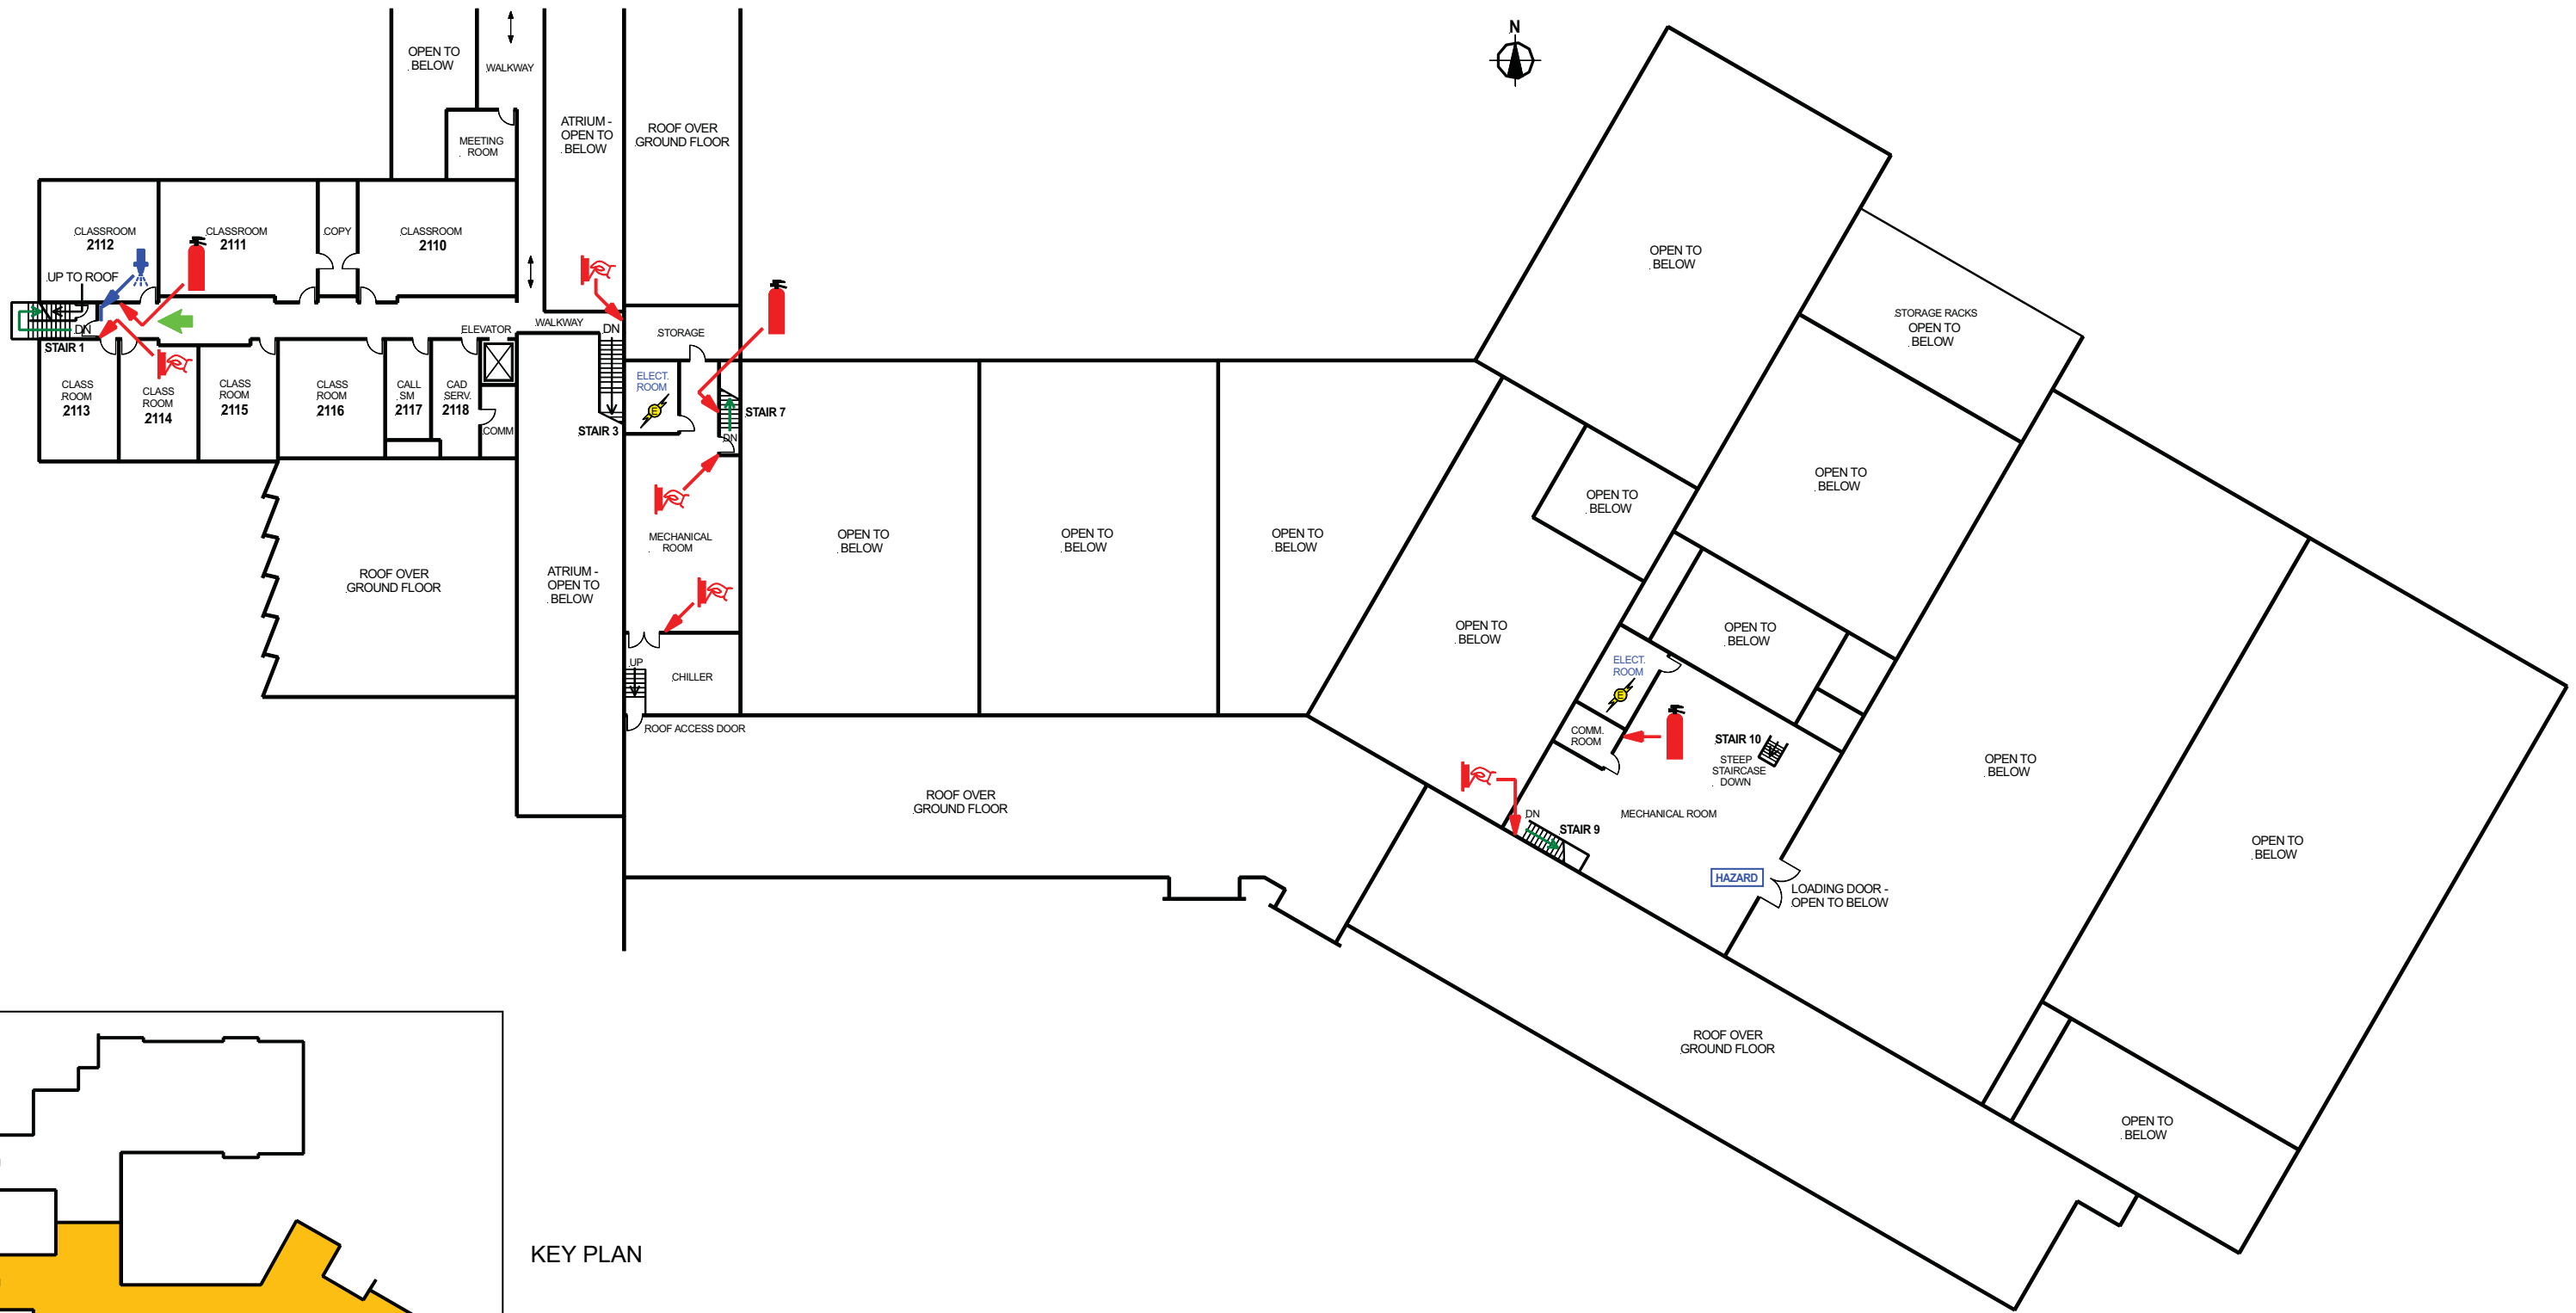 N
OPEN TO
BELOW
WALKWAY
MEETING
ROOM
ATRIUM -
OPEN TO
BELOW
ROOF OVER
GROUND FLOOR
CLASSROOM
2112
CLASSROOM
2111
COPY
CLASSROOM
2110
UP TO ROOF
DN
STAIR 1
ELEVATOR
WALKWAY
DN
STORAGE
CLASS
ROOM
2113
CLASS
ROOM
2114
CLASS
ROOM
2115
CLASS
ROOM
2116
CALL
SM
2117
CAD
SERV.
2118
COMM
STAIR 3
ELECT.
ROOM
E
STAIR 7
DN
MECHANICAL
ROOM
ROOF OVER
GROUND FLOOR
ATRIUM -
OPEN TO
BELOW
UP
CHILLER
ROOF ACCESS DOOR
OPEN TO
BELOW
OPEN TO
BELOW
OPEN TO
BELOW
ROOF OVER
GROUND FLOOR
OPEN TO
BELOW
STORAGE RACKS
OPEN TO
BELOW
OPEN TO
BELOW
OPEN TO
BELOW
OPEN TO
BELOW
OPEN TO
BELOW
ELECT.
ROOM
E
COMM.
ROOM
STAIR 10
STEEP
STAIRCASE
DOWN
MECHANICAL ROOM
DN
STAIR 9
HAZARD
LOADING DOOR -
OPEN TO BELOW
OPEN TO
BELOW
OPEN TO
BELOW
ROOF OVER
GROUND FLOOR
OPEN TO
BELOW
KEY PLAN